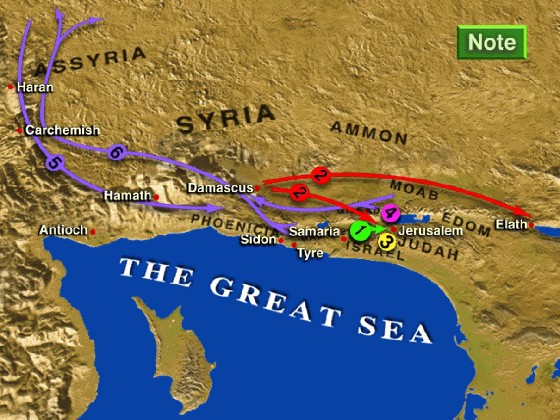 Note
ASSYRIA
Haran
SYRIA
Carchemish
AMMON
6
5
2
Damascus
2
MOAB
Hamath
4
EDOM
PHOENICIA
Elath
Antioch
Samaria
1
Jerusalem
Sidon
3
JUDAH
Tyre
ISRAEL
THE GREAT SEA